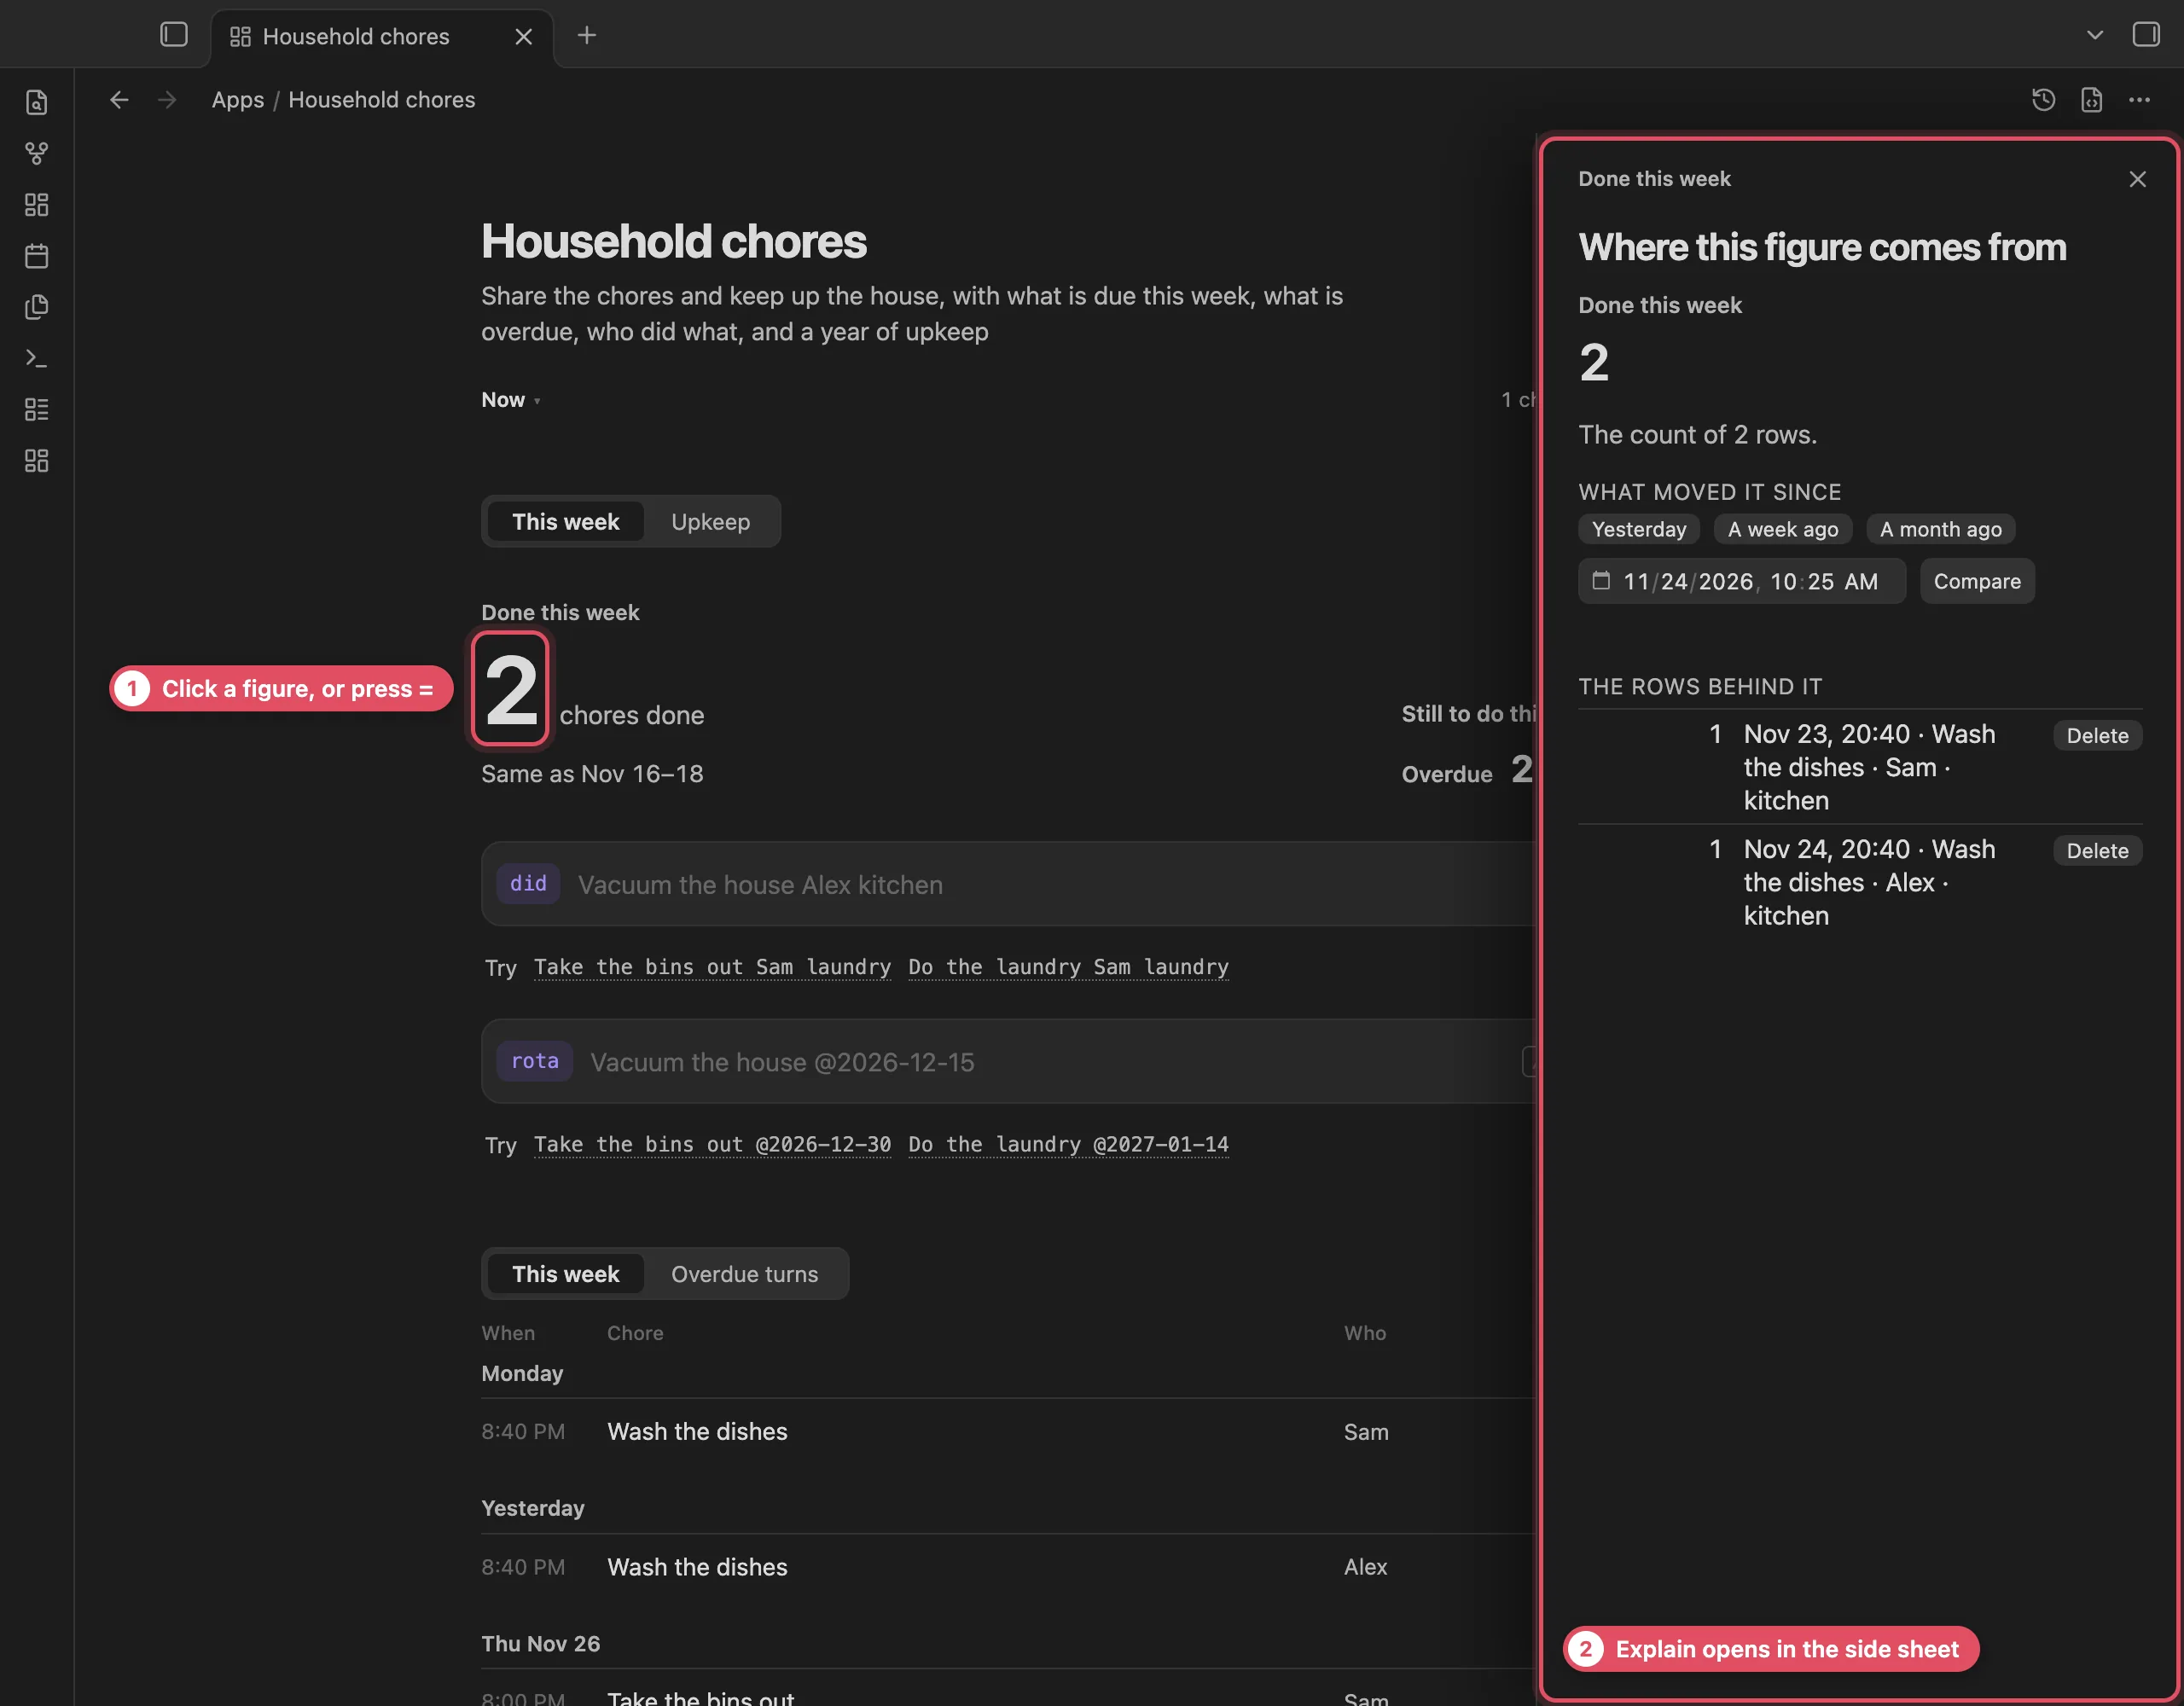 Household chores
Apps / Household chores
Household chores
Share the chores and keep up the house, with what is due this week, what is
overdue, who did what, and a year of upkeep
Now
1
This week Upkeep
Done this week
1 Click a figure, or press =
2 chores done
Same as Nov 16–18
Still to do
Overdue 2
did Vacuum the house Alex kitchen
Try Take the bins out Sam laundry Do the laundry Sam laundry
rota Vacuum the house @2026-12-15
Try Take the bins out @2026-12-30 Do the laundry @2027-01-14
This week Overdue turns
When Chore Who
Monday
8:40 PM Wash the dishes Sam
Yesterday
8:40 PM Wash the dishes Alex
Thu Nov 26
8:00 PM Take the bins out Sam
Done this week
Where this figure comes from
Done this week
2
The count of 2 rows.
WHAT MOVED IT SINCE
Yesterday A week ago A month ago
11/24/2026, 10:25 AM Compare
THE ROWS BEHIND IT
1 Nov 23, 20:40 · Wash Delete
the dishes · Sam ·
kitchen
1 Nov 24, 20:40 · Wash Delete
the dishes · Alex ·
kitchen
2 Explain opens in the side sheet